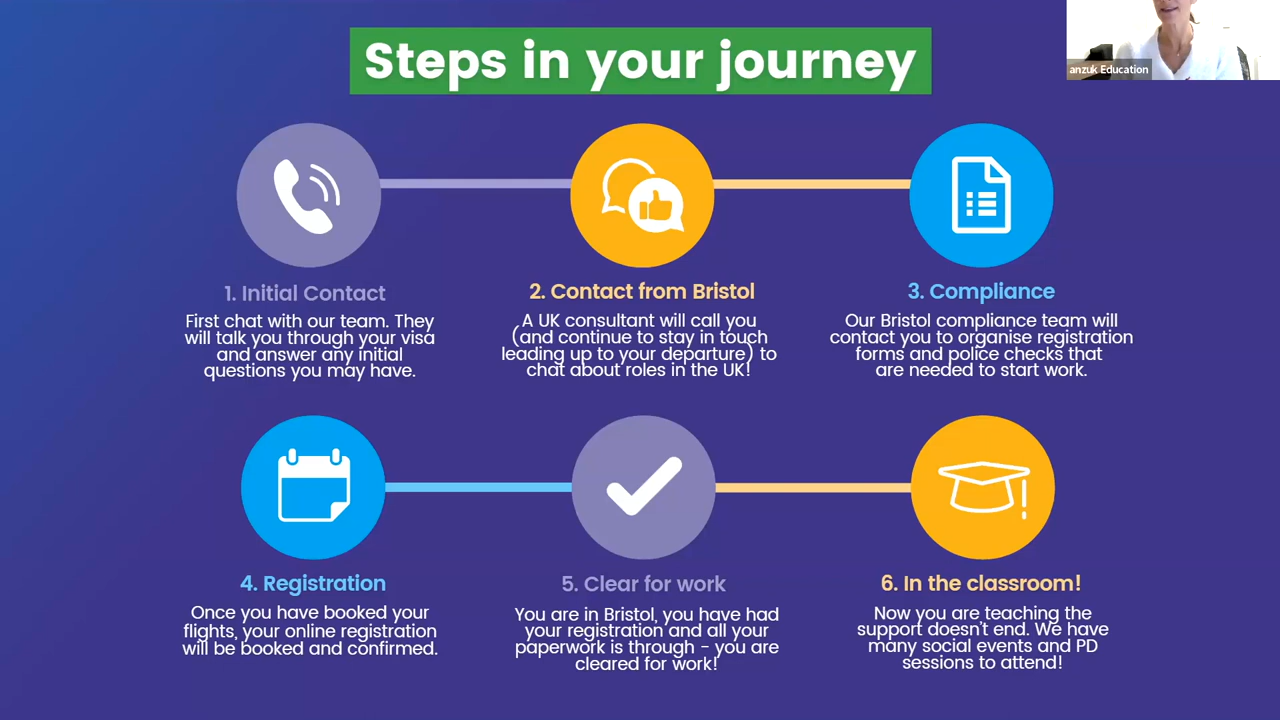 Steps in your journey
anzuk Education
1. Initial Contact
First chat with our team. They
will talk you through your visa
and answer any initial
questions you may have.
2. Contact from Bristol
A UK consultant will call you
(and continue to stay in touch
leading up to your departure) to
chat about roles in the UK!
3. Compliance
Our Bristol compliance team will
contact you to organise registration
forms and police checks that
are needed to start work.
4. Registration
Once you have booked your
flights, your online registration
will be booked and confirmed.
5. Clear for work
You are in Bristol, you have had
your registration and all your
paperwork is through - you are
cleared for work!
6. In the classroom!
Now you are teaching the
support doesn't end. We have
many social events and PD
sessions to attend!